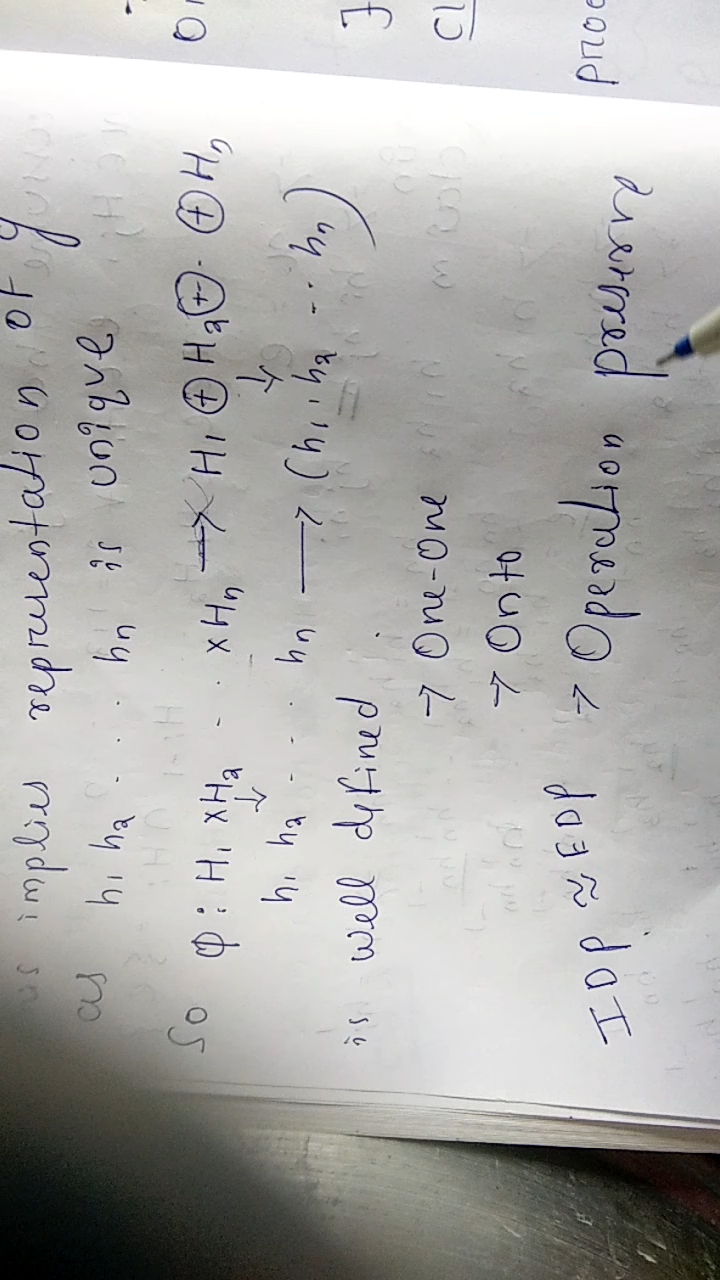 implies representation of g
as h1 h2 . . . hn is unique
So φ : H1 × H2 . . × Hn → H1 ⊕ H2 ⊕ . ⊕ Hn
↓ ↓
h1 h2 . . . hn ⟶ (h1, h2 . . hn)
is well defined
→ One-One
→ Onto
IDP ≈ EDP → Operation preserve